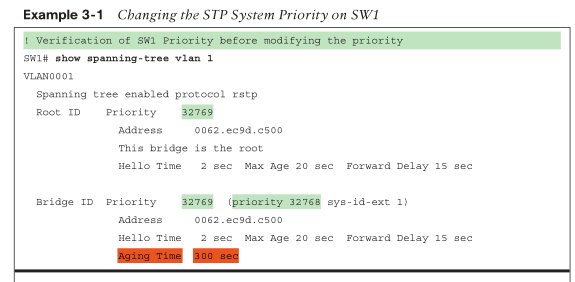 Example 3-1 Changing the STP System Priority on SW1
! Verification of SW1 Priority before modifying the priority
SW1# show spanning-tree vlan 1
VLAN0001
Spanning tree enabled protocol rstp
Root ID Priority 32769
Address 0062.ec9d.c500
This bridge is the root
Hello Time 2 sec Max Age 20 sec Forward Delay 15 sec
Bridge ID Priority 32769 (priority 32768 sys-id-ext 1)
Address 0062.ec9d.c500
Hello Time 2 sec Max Age 20 sec Forward Delay 15 sec
Aging Time 300 sec